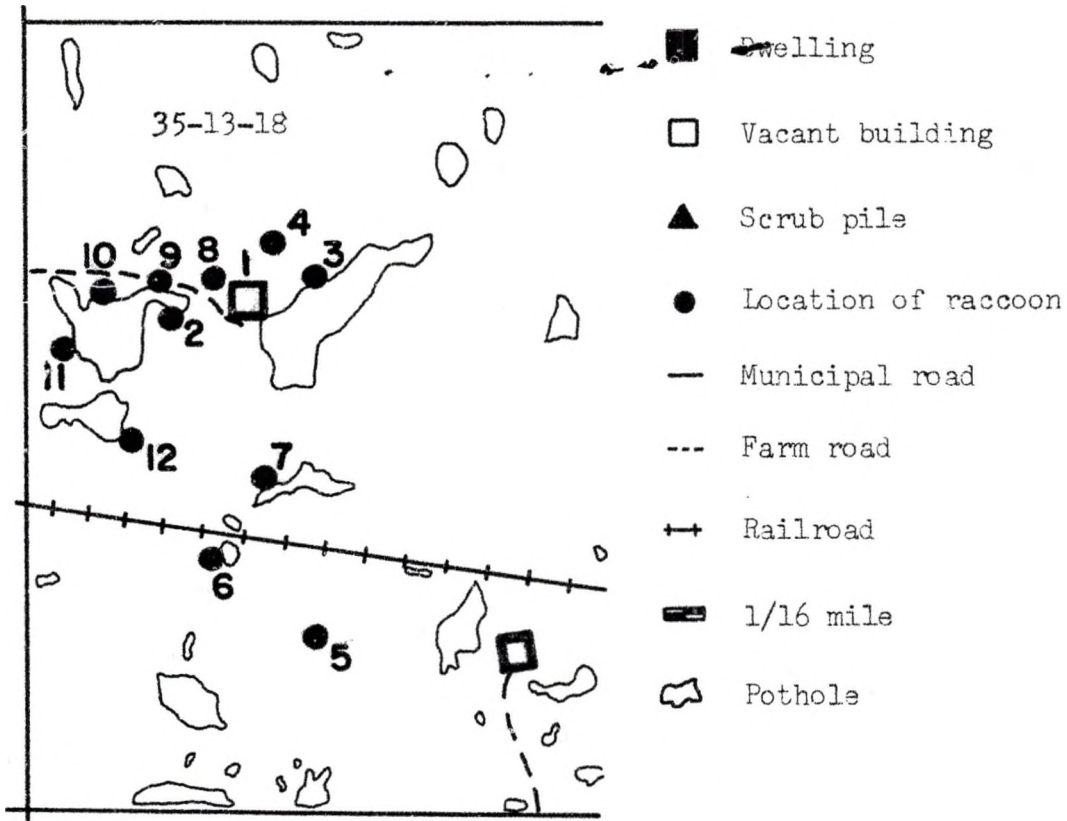 Dwelling
35-13-18
Vacant building
Scrub pile
4
10 9 8 1 3
Location of raccoon
2
11
Municipal road
12
7
Farm road
Railroad
6
1/16 mile
5
Pothole